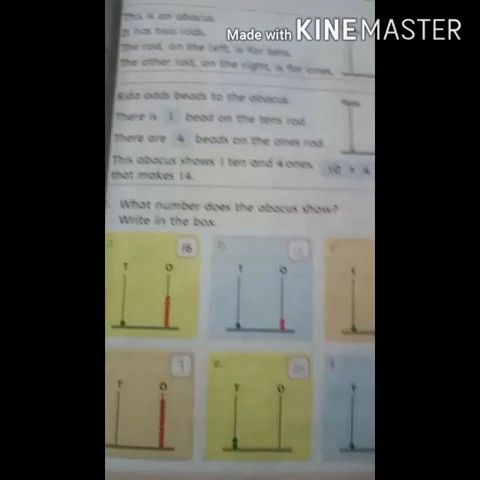 Made with KINEMASTER
This is an abacus.
It has two rods.
The rod, on the left, is for tens.
The other rod, on the right, is for ones.
Rida adds beads to the abacus.
There is 1 bead on the tens rod.
There are 4 beads on the ones rod.
This abacus shows 1 ten and 4 ones,
that makes 14.
10 + 4
What number does the abacus show?
Write in the box.
16
b.
T O
T O
T
e.
T O
T O
T